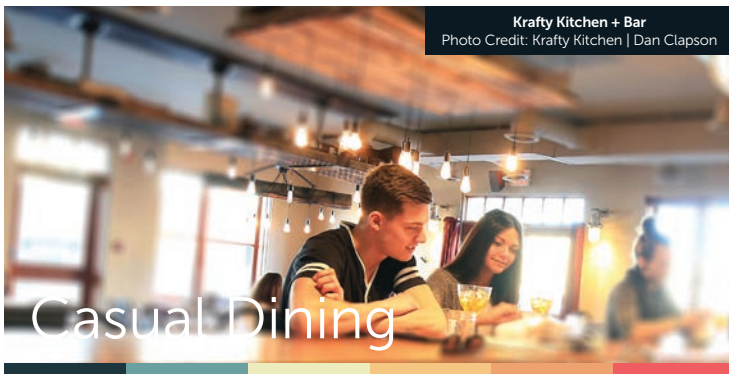 Krafty Kitchen + Bar
Photo Credit: Krafty Kitchen | Dan Clapson
Casual Dining